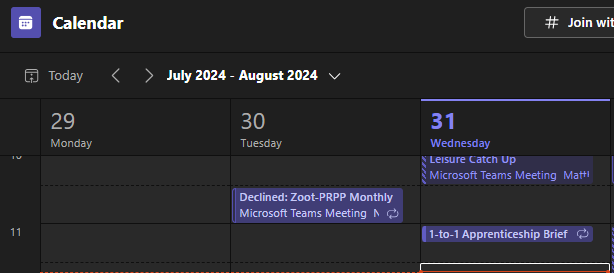 Calendar
# Join wit
Today
July 2024 - August 2024
29
Monday
30
Tuesday
31
Wednesday
10
Leisure Catch Up
Microsoft Teams Meeting Matt
Declined: Zoot-PRPP Monthly
Microsoft Teams Meeting N
11
1-to-1 Apprenticeship Brief